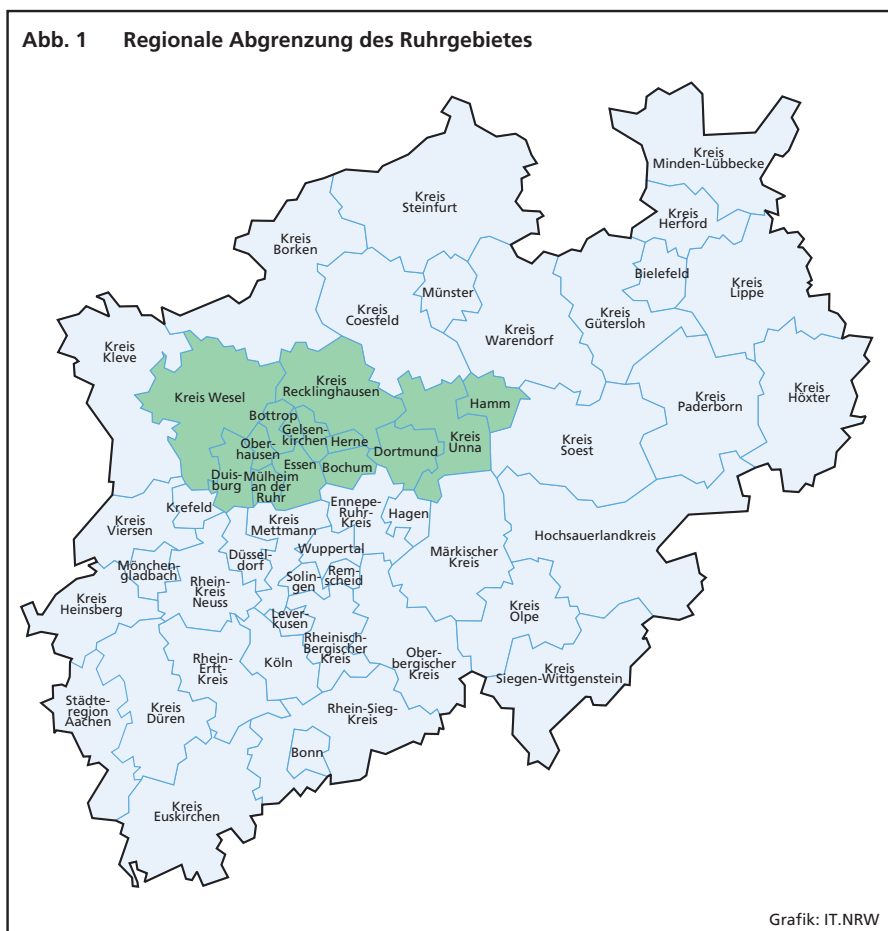 Abb. 1 Regionale Abgrenzung des Ruhrgebietes
Kreis
Minden-Lübbecke
Kreis
Steinfurt
Kreis
Herford
Kreis
Borken
Bielefeld
Kreis
Lippe
Münster
Kreis
Coesfeld
Kreis
Gütersloh
Kreis
Warendorf
Kreis
Kleve
Kreis
Recklinghausen
Kreis Wesel
Kreis
Paderborn
Kreis
Höxter
Hamm
Bottrop
Gelsen-
kirchen
Herne
Kreis
Unna
Kreis
Soest
Ober-
hausen
Dortmund
Essen
Bochum
Duis-
burg
Mülheim
an der
Ruhr
Krefeld
Ennepe-
Ruhr-
Kreis
Hagen
Kreis
Viersen
Kreis
Mettmann
Hochsauerlandkreis
Wuppertal
Märkischer
Kreis
Düssel-
dorf
Mönchen-
gladbach
Solin-
gen
Rem-
scheid
Rhein-
Kreis
Neuss
Kreis
Heinsberg
Kreis
Olpe
Lever-
kusen
Rheinisch-
Bergischer
Kreis
Ober-
bergischer
Kreis
Rhein-
Erft-
Kreis
Köln
Kreis
Siegen-Wittgenstein
Städte-
region
Aachen
Kreis
Düren
Rhein-Sieg-
Kreis
Bonn
Kreis
Euskirchen
Grafik: IT.NRW